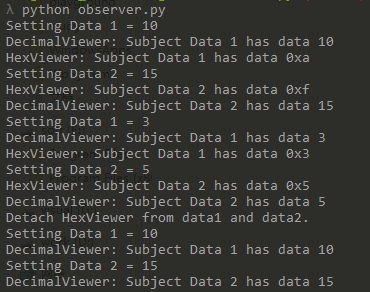 λ python observer.py
Setting Data 1 = 10
DecimalViewer: Subject Data 1 has data 10
HexViewer: Subject Data 1 has data 0xa
Setting Data 2 = 15
HexViewer: Subject Data 2 has data 0xf
DecimalViewer: Subject Data 2 has data 15
Setting Data 1 = 3
DecimalViewer: Subject Data 1 has data 3
HexViewer: Subject Data 1 has data 0x3
Setting Data 2 = 5
HexViewer: Subject Data 2 has data 0x5
DecimalViewer: Subject Data 2 has data 5
Detach HexViewer from data1 and data2.
Setting Data 1 = 10
DecimalViewer: Subject Data 1 has data 10
Setting Data 2 = 15
DecimalViewer: Subject Data 2 has data 15